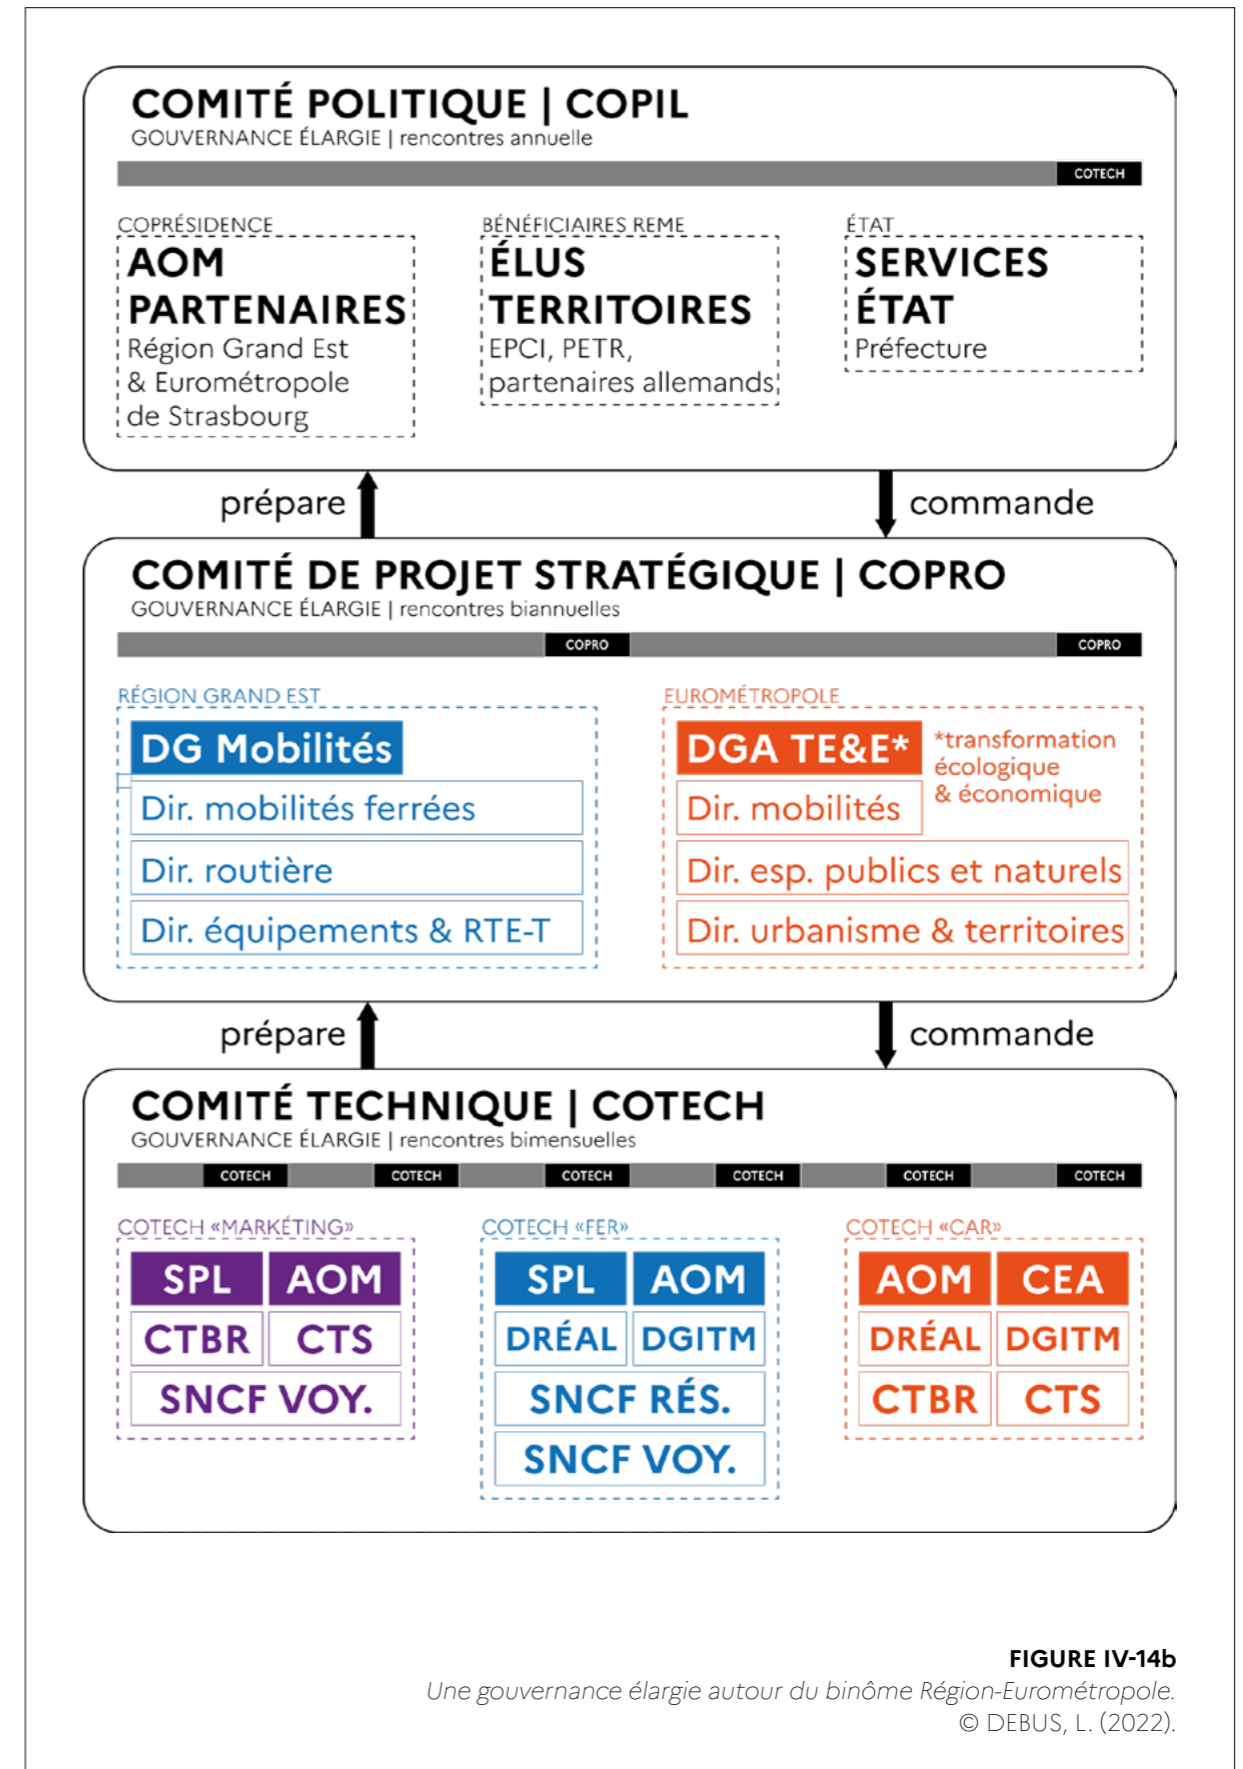 COMITÉ POLITIQUE | COPIL
GOUVERNANCE ÉLARGIE | rencontres annuelle
COTECH
COPRÉSIDENCE
AOM
PARTENAIRES
Région Grand Est
& Eurométropole
de Strasbourg
BÉNÉFICIAIRES REME
ÉLUS
TERRITOIRES
EPCI, PETR,
partenaires allemands
ÉTAT
SERVICES
ÉTAT
Préfecture
prépare
commande
COMITÉ DE PROJET STRATÉGIQUE | COPRO
GOUVERNANCE ÉLARGIE | rencontres biannuelles
COPRO COPRO
RÉGION GRAND EST
DG Mobilités
Dir. mobilités ferrées
Dir. routière
Dir. équipements & RTE-T
EUROMÉTROPOLE
DGA TE&E*
*transformation
écologique
& économique
Dir. mobilités
Dir. esp. publics et naturels
Dir. urbanisme & territoires
prépare
commande
COMITÉ TECHNIQUE | COTECH
GOUVERNANCE ÉLARGIE | rencontres bimensuelles
COTECH COTECH COTECH COTECH COTECH COTECH
COTECH «MARKÉTING»
SPL AOM
CTBR CTS
SNCF VOY.
COTECH «FER»
SPL AOM
DRÉAL DGITM
SNCF RÉS.
SNCF VOY.
COTECH «CAR»
AOM CEA
DRÉAL DGITM
CTBR CTS
FIGURE IV-14b
Une gouvernance élargie autour du binôme Région-Eurométropole.
© DEBUS, L. (2022).